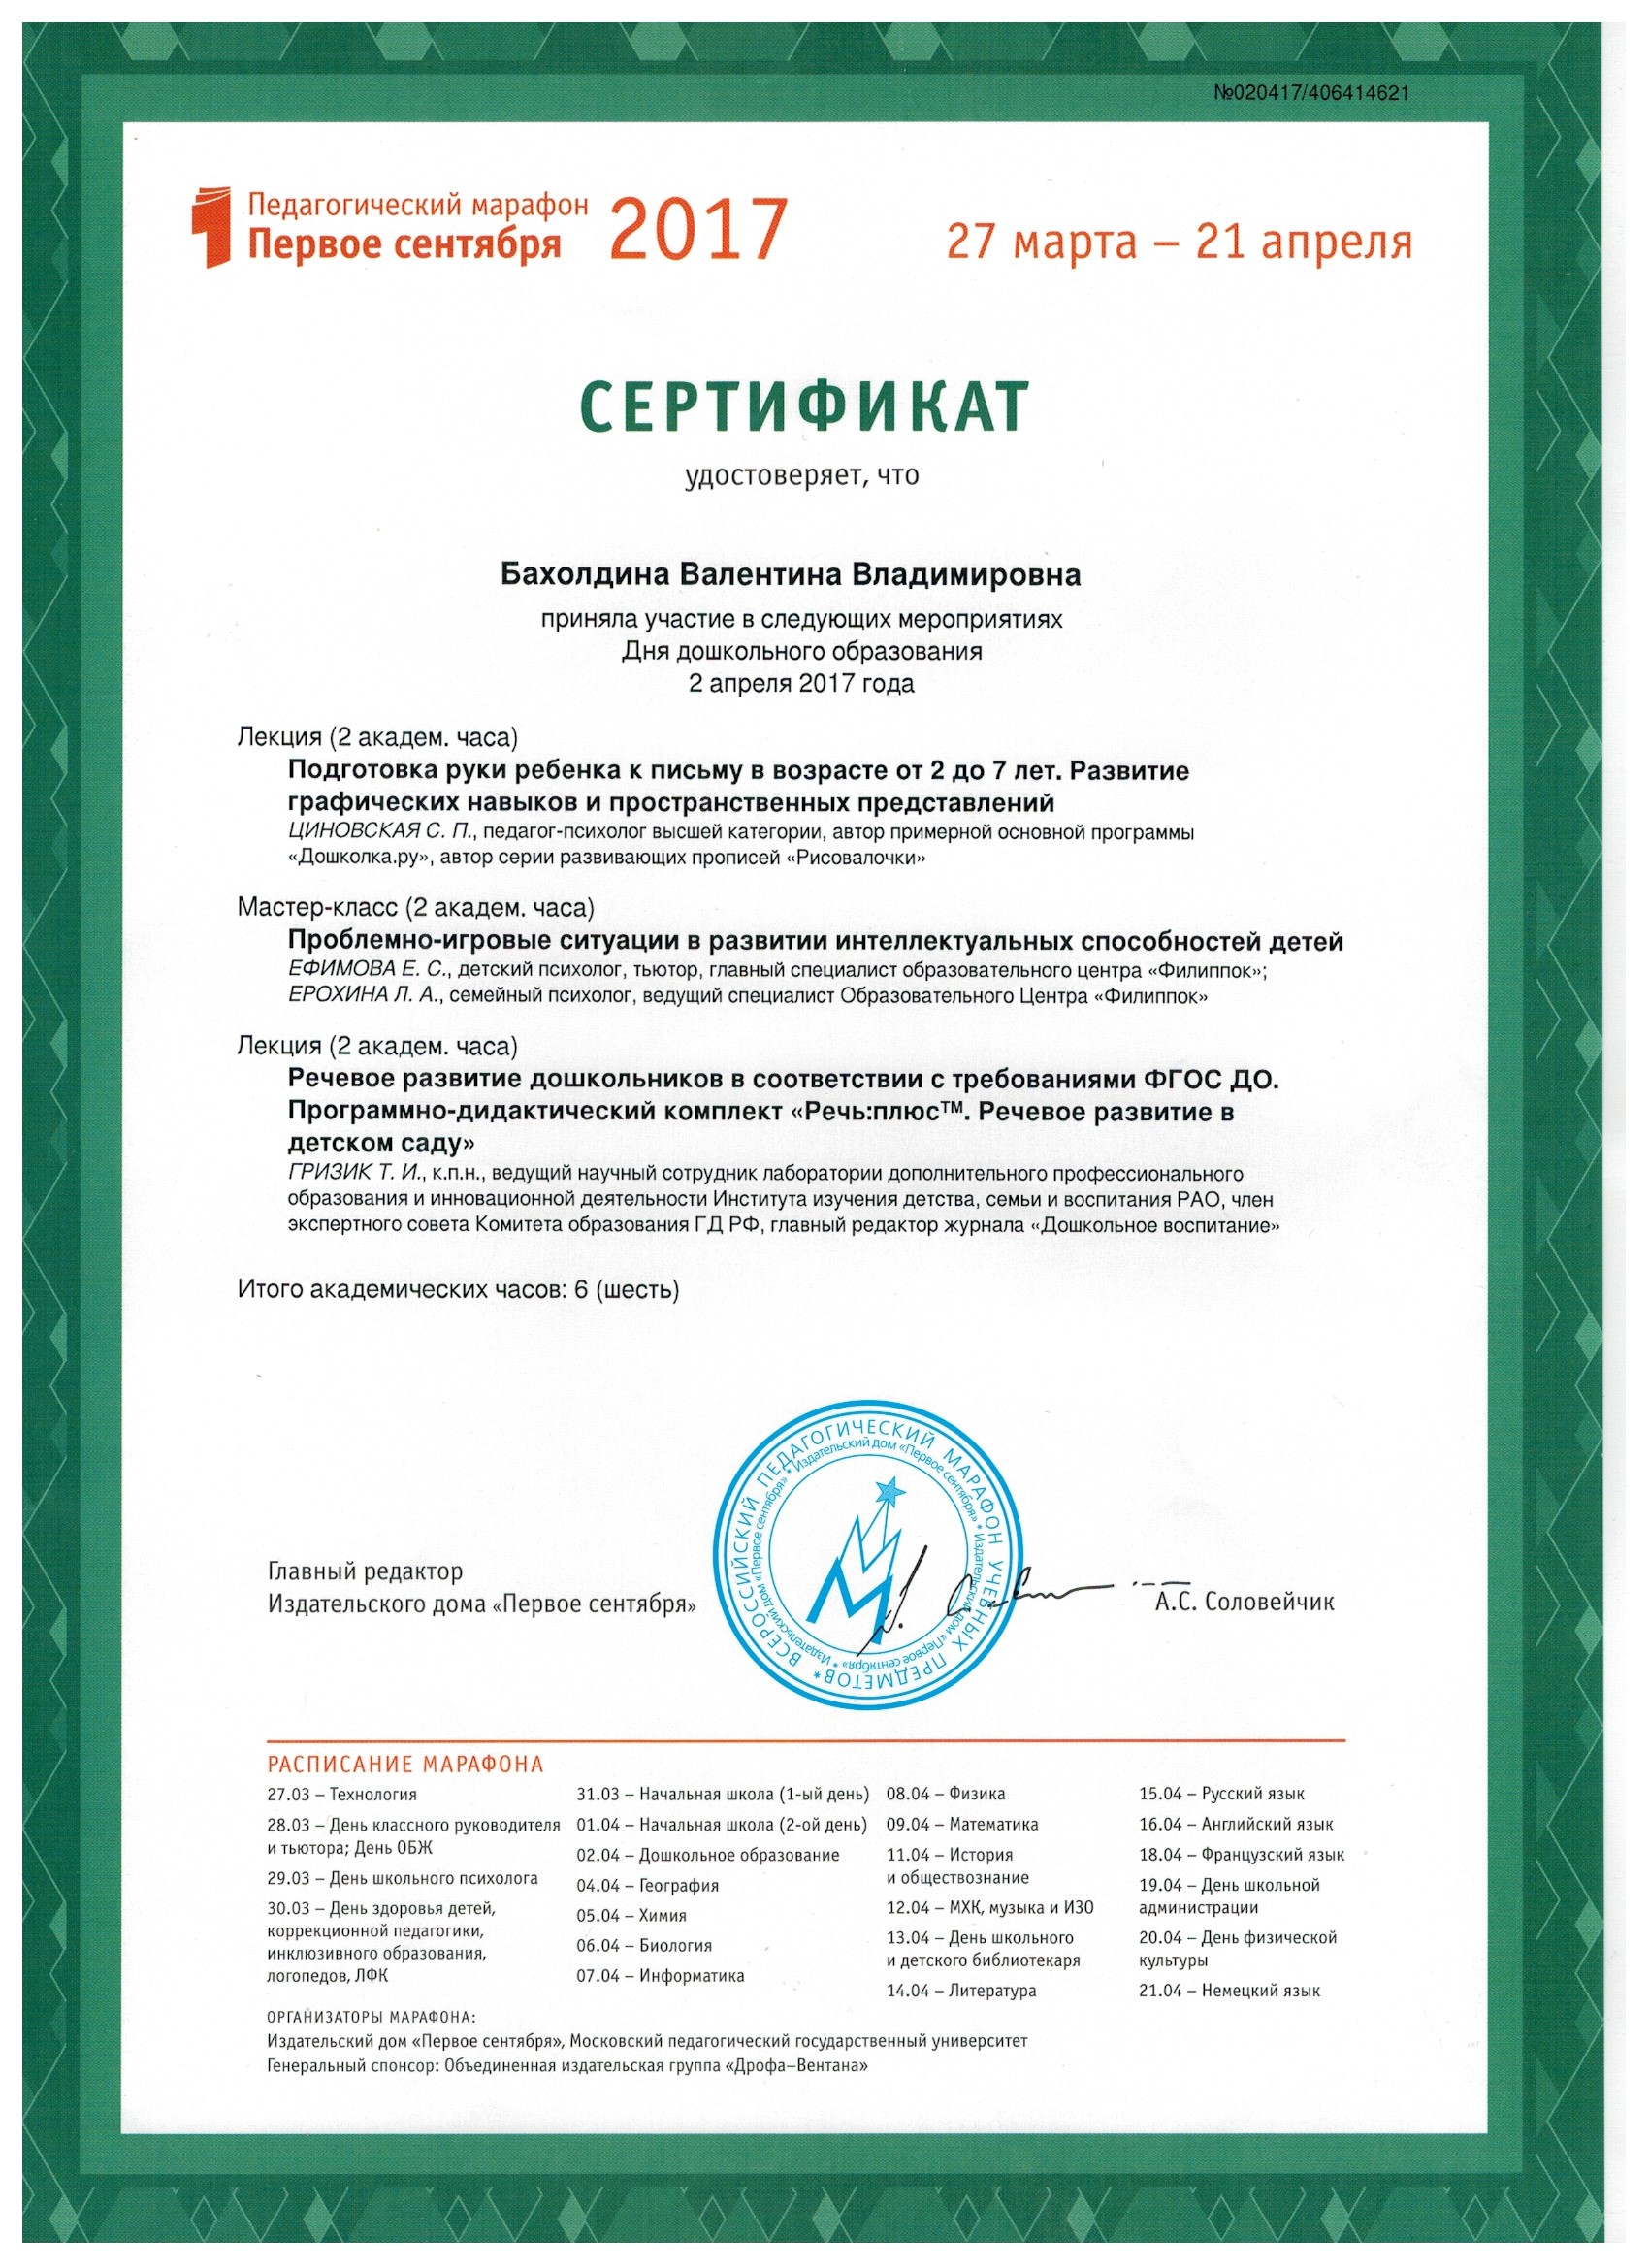 №020417/406414621
Педагогический марафон
Первое сентября
2017
27 марта – 21 апреля
СЕРТИФИКАТ
удостоверяет, что
Бахолдина Валентина Владимировна
приняла участие в следующих мероприятиях
Дня дошкольного образования
2 апреля 2017 года
Лекция (2 академ. часа)
Подготовка руки ребенка к письму в возрасте от 2 до 7 лет. Развитие
графических навыков и пространственных представлений
ЦИНОВСКАЯ С. П., педагог-психолог высшей категории, автор примерной основной программы
«Дошколка.ру», автор серии развивающих прописей «Рисовалочки»
Мастер-класс (2 академ. часа)
Проблемно-игровые ситуации в развитии интеллектуальных способностей детей
ЕФИМОВА Е. С., детский психолог, тьютор, главный специалист образовательного центра «Филиппок»;
ЕРОХИНА Л. А., семейный психолог, ведущий специалист Образовательного Центра «Филиппок»
Лекция (2 академ. часа)
Речевое развитие дошкольников в соответствии с требованиями ФГОС ДО.
Программно-дидактический комплект «Речь:плюс™. Речевое развитие в
детском саду»
ГРИЗИК Т. И., к.п.н., ведущий научный сотрудник лаборатории дополнительного профессионального
образования и инновационной деятельности Института изучения детства, семьи и воспитания РАО, член
экспертного совета Комитета образования ГД РФ, главный редактор журнала «Дошкольное воспитание»
Итого академических часов: 6 (шесть)
Главный редактор
Издательского дома «Первое сентября»
ВСЕРОССИЙСКИЙ ПЕДАГОГИЧЕСКИЙ МАРАФОН УЧЕБНЫХ ПРЕДМЕТОВ*
Издательский дом «Первое сентября» * Издательский дом «Первое сентября» * Издательский дом «Первое сентября» *
А.С. Соловейчик
РАСПИСАНИЕ МАРАФОНА
27.03 – Технология
28.03 – День классного руководителя
и тьютора; День ОБЖ
29.03 – День школьного психолога
30.03 – День здоровья детей,
коррекционной педагогики,
инклюзивного образования,
логопедов, ЛФК
31.03 – Начальная школа (1-ый день)
01.04 – Начальная школа (2-ой день)
02.04 – Дошкольное образование
04.04 – География
05.04 – Химия
06.04 – Биология
07.04 – Информатика
08.04 – Физика
09.04 – Математика
11.04 – История
и обществознание
12.04 – МХК, музыка и ИЗО
13.04 – День школьного
и детского библиотекаря
14.04 – Литература
15.04 – Русский язык
16.04 – Английский язык
18.04 – Французский язык
19.04 – День школьной
администрации
20.04 – День физической
культуры
21.04 – Немецкий язык
ОРГАНИЗАТОРЫ МАРАФОНА:
Издательский дом «Первое сентября», Московский педагогический государственный университет
Генеральный спонсор: Объединенная издательская группа «Дрофа–Вентана»